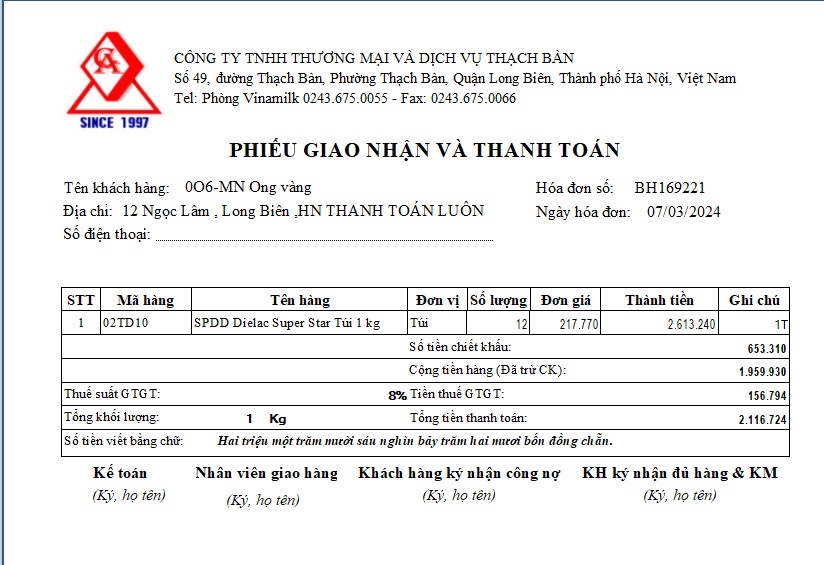 CÔNG TY TNHH THƯƠNG MẠI VÀ DỊCH VỤ THẠCH BÀN
Số 49, đường Thạch Bàn, Phường Thạch Bàn, Quận Long Biên, Thành phố Hà Nội, Việt Nam
Tel: Phòng Vinamilk 0243.675.0055 - Fax: 0243.675.0066
CA
SINCE 1997
PHIẾU GIAO NHẬN VÀ THANH TOÁN
Tên khách hàng: 0O6-MN Ong vàng Hóa đơn số: BH169221
Địa chỉ: 12 Ngọc Lâm , Long Biên ,HN THANH TOÁN LUÔN Ngày hóa đơn: 07/03/2024
Số điện thoại:
STT Mã hàng Tên hàng Đơn vị Số lượng Đơn giá Thành tiền Ghi chú
1 02TD10 SPDD Dielac Super Star Túi 1 kg Túi 12 217.770 2.613.240 1T
Số tiền chiết khấu: 653.310
Cộng tiền hàng (Đã trừ CK): 1.959.930
Thuế suất GTGT: 8% Tiền thuế GTGT: 156.794
Tổng khối lượng: 1 Kg Tổng tiền thanh toán: 2.116.724
Số tiền viết bằng chữ: Hai triệu một trăm mười sáu nghìn bảy trăm hai mươi bốn đồng chẵn.
Kế toán Nhân viên giao hàng Khách hàng ký nhận công nợ KH ký nhận đủ hàng & KM
(Ký, họ tên) (Ký, họ tên) (Ký, họ tên) (Ký, họ tên)